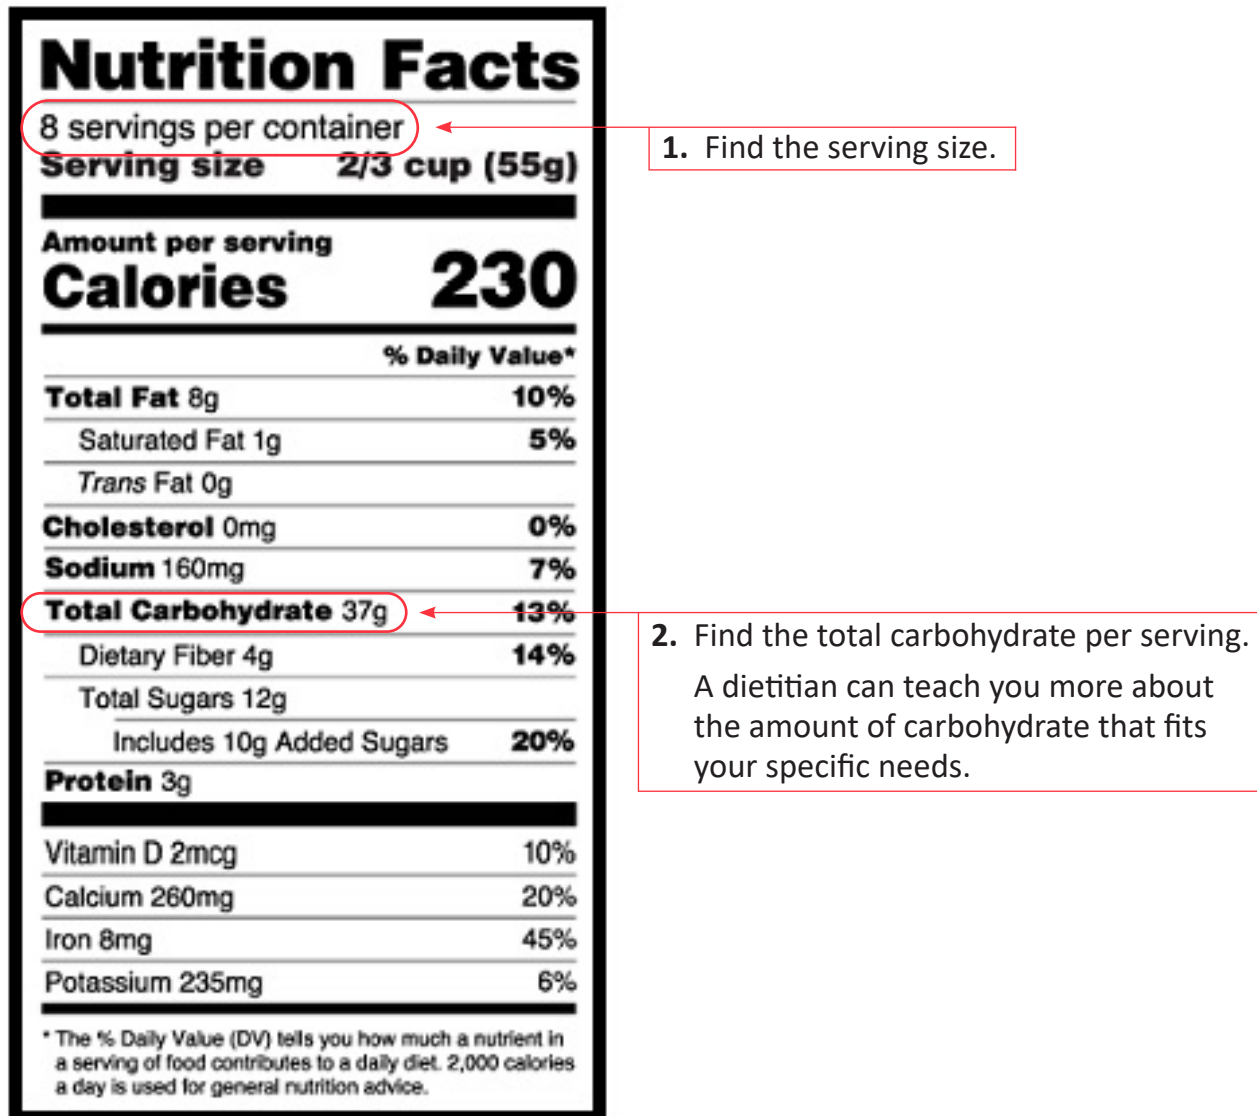 Nutrition Facts
8 servings per container
Serving size 2/3 cup (55g)
1. Find the serving size.
Amount per serving
Calories 230
% Daily Value*
Total Fat 8g 10%
Saturated Fat 1g 5%
Trans Fat 0g
Cholesterol 0mg 0%
Sodium 160mg 7%
Total Carbohydrate 37g 13%
Dietary Fiber 4g 14%
Total Sugars 12g
Includes 10g Added Sugars 20%
Protein 3g
2. Find the total carbohydrate per serving.
A dietitian can teach you more about
the amount of carbohydrate that fits
your specific needs.
Vitamin D 2mcg 10%
Calcium 260mg 20%
Iron 8mg 45%
Potassium 235mg 6%
* The % Daily Value (DV) tells you how much a nutrient in
a serving of food contributes to a daily diet. 2,000 calories
a day is used for general nutrition advice.